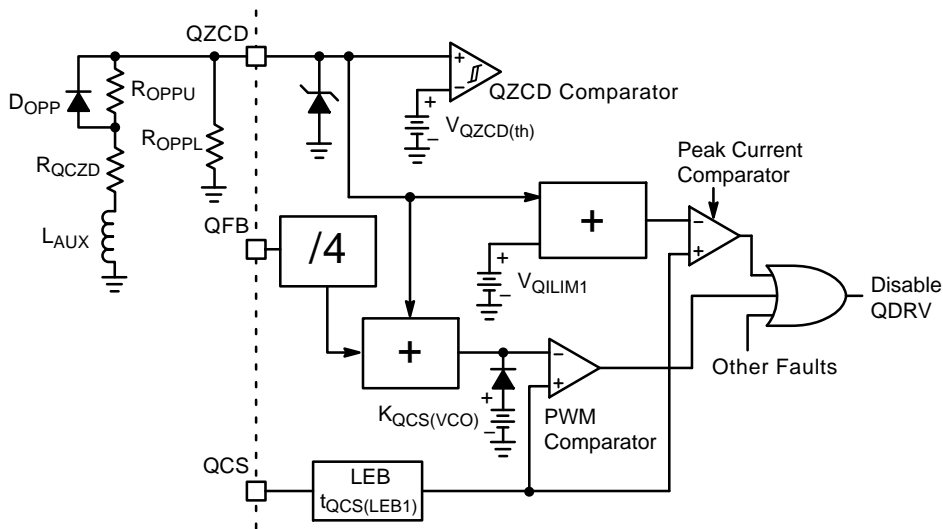 QZCD
DOPP
ROPPU
ROPPL
RQCZD
LAUX
+
−
QZCD Comparator
+
−
VQZCD(th)
Peak Current
Comparator
QFB
/4
+
+
−
VQILIM1
−
+
Disable
QDRV
Other Faults
+
−
+
+
−
KQCS(VCO)
PWM
Comparator
QCS
LEB
tQCS(LEB1)